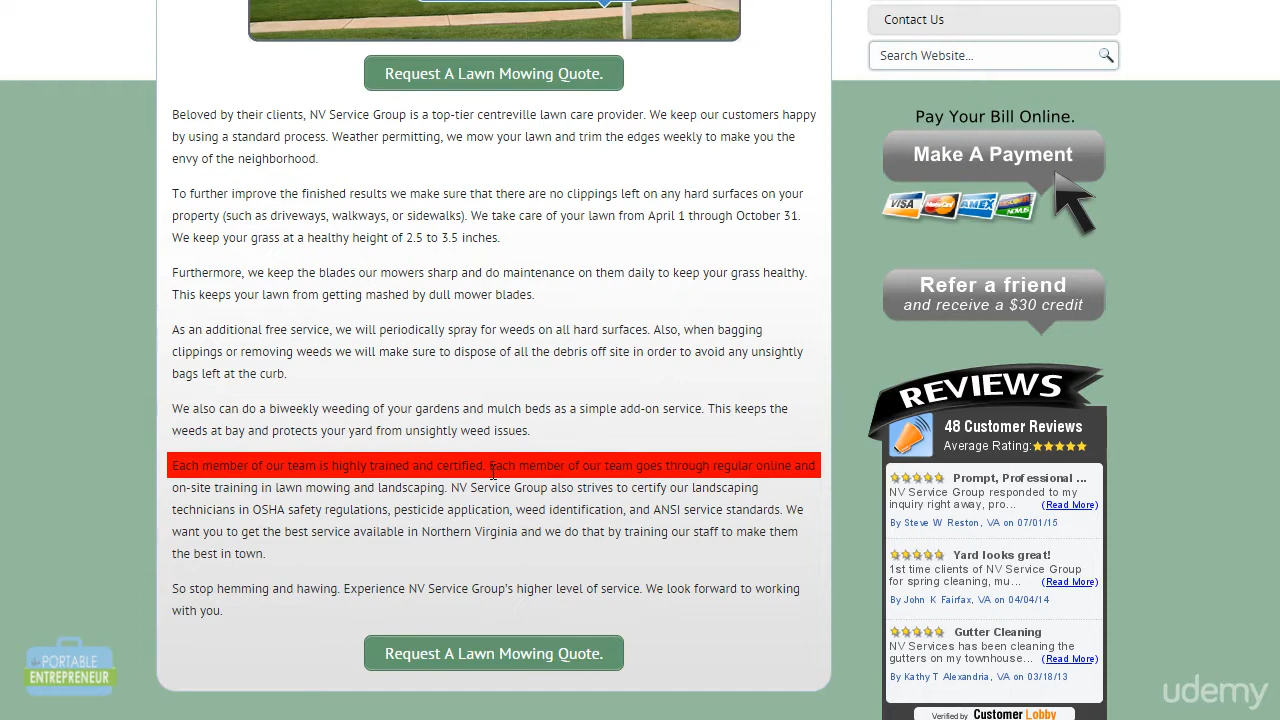 Request A Lawn Mowing Quote.
Beloved by their clients, NV Service Group is a top-tier centreville lawn care provider. We keep our customers happy
by using a standard process. Weather permitting, we mow your lawn and trim the edges weekly to make you the
envy of the neighborhood.
To further improve the finished results we make sure that there are no clippings left on any hard surfaces on your
property (such as driveways, walkways, or sidewalks). We take care of your lawn from April 1 through October 31.
We keep your grass at a healthy height of 2.5 to 3.5 inches.
Furthermore, we keep the blades our mowers sharp and do maintenance on them daily to keep your grass healthy.
This keeps your lawn from getting mashed by dull mower blades.
As an additional free service, we will periodically spray for weeds on all hard surfaces. Also, when bagging
clippings or removing weeds we will make sure to dispose of all the debris off site in order to avoid any unsightly
bags left at the curb.
We also can do a biweekly weeding of your gardens and mulch beds as a simple add-on service. This keeps the
weeds at bay and protects your yard from unsightly weed issues.
Each member of our team is highly trained and certified. Each member of our team goes through regular online and
on-site training in lawn mowing and landscaping. NV Service Group also strives to certify our landscaping
technicians in OSHA safety regulations, pesticide application, weed identification, and ANSI service standards. We
want you to get the best service available in Northern Virginia and we do that by training our staff to make them
the best in town.
So stop hemming and hawing. Experience NV Service Group's higher level of service. We look forward to working
with you.
Request A Lawn Mowing Quote.
Contact Us
Search Website...
Pay Your Bill Online.
Make A Payment
VISA MasterCard AMEX NOVUS
Refer a friend
and receive a $30 credit
REVIEWS
48 Customer Reviews
Average Rating:
Prompt, Professional ...
NV Service Group responded to my
inquiry right away, pro... (Read More)
By Steve W Reston, VA on 07/01/15
Yard looks great!
1st time clients of NV Service Group
for spring cleaning, mu... (Read More)
By John K Fairfax, VA on 04/04/14
Gutter Cleaning
NV Services has been cleaning the
gutters on my townhouse... (Read More)
By Kathy T Alexandria, VA on 03/18/13
Verified by Customer Lobby
PORTABLE
ENTREPRENEUR
udemy